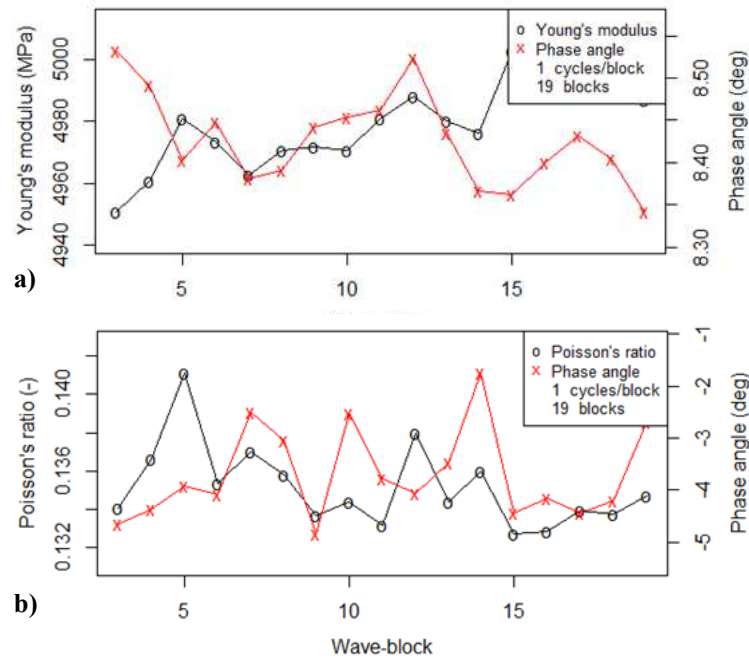 Young's modulus (MPa)
4940 4960 4980 5000
o Young's modulus
x Phase angle
1 cycles/block
19 blocks
8.30 8.40 8.50
Phase angle (deg)
5 10 15
a)
Poisson's ratio (-)
0.132 0.136 0.140
o Poisson's ratio
x Phase angle
1 cycles/block
19 blocks
-5 -4 -3 -2 -1
Phase angle (deg)
5 10 15
Wave-block
b)